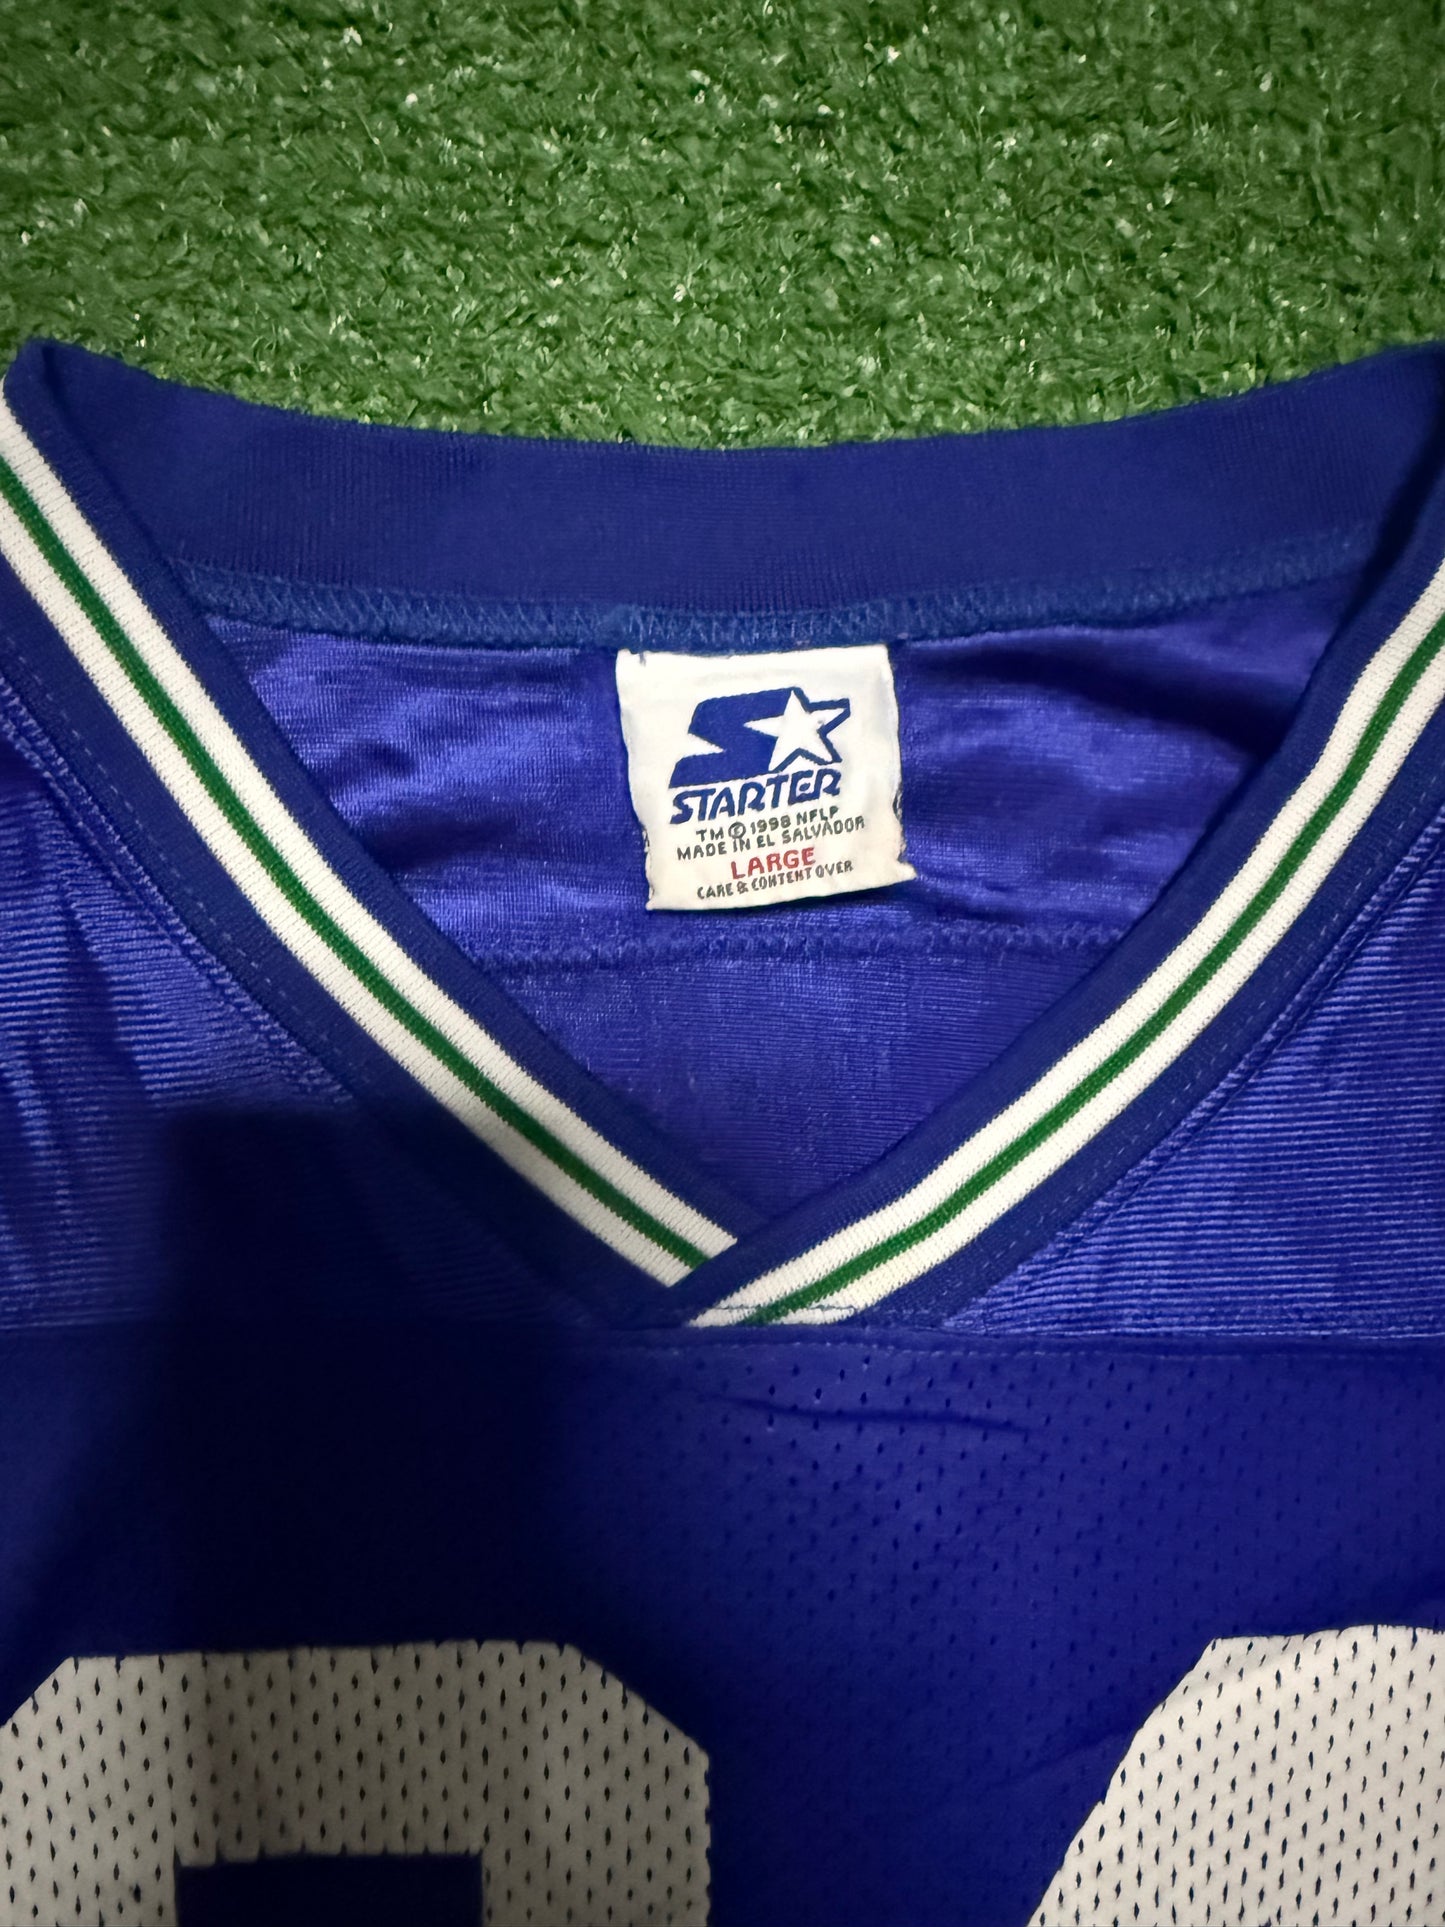 STARTER
TM © 1998 NFLP
MADE IN EL SALVADOR
LARGE
CARE & CONTENT OVER